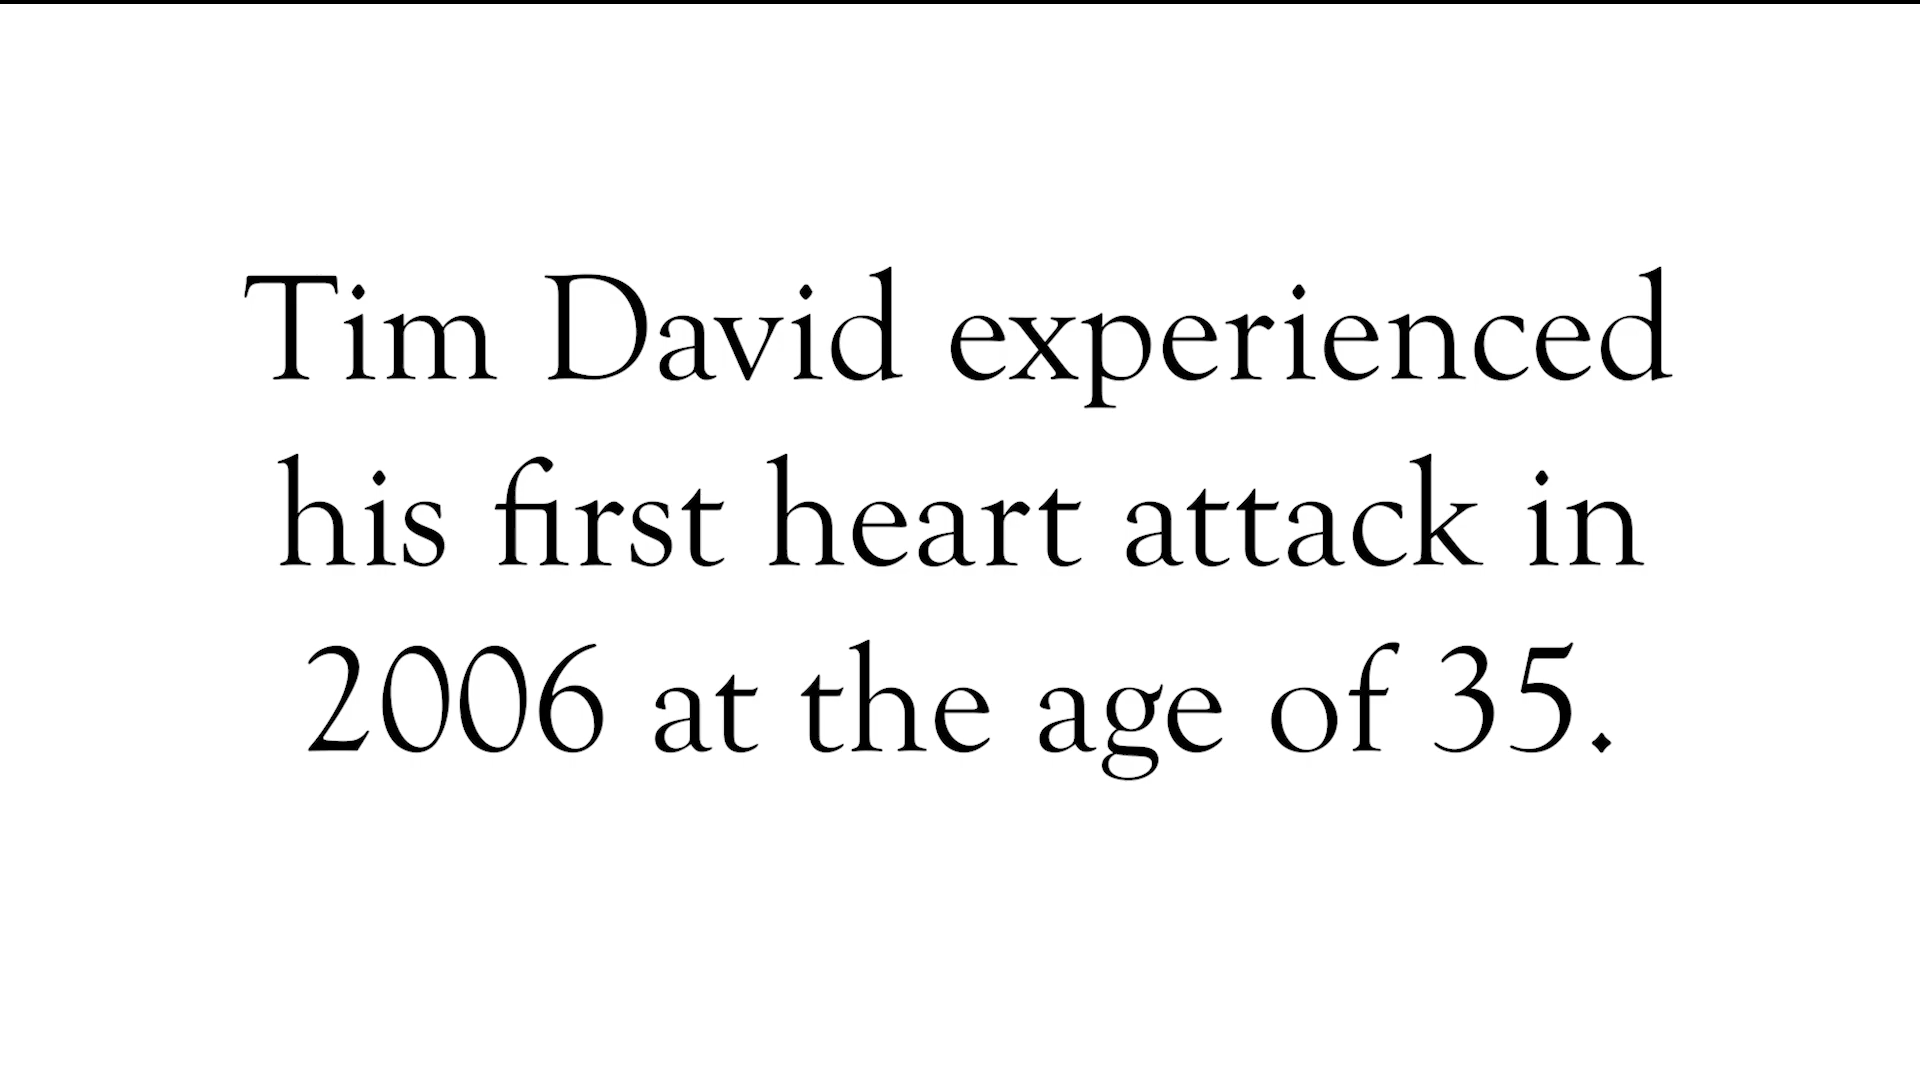 Tim David experienced
his first heart attack in
2006 at the age of 35.